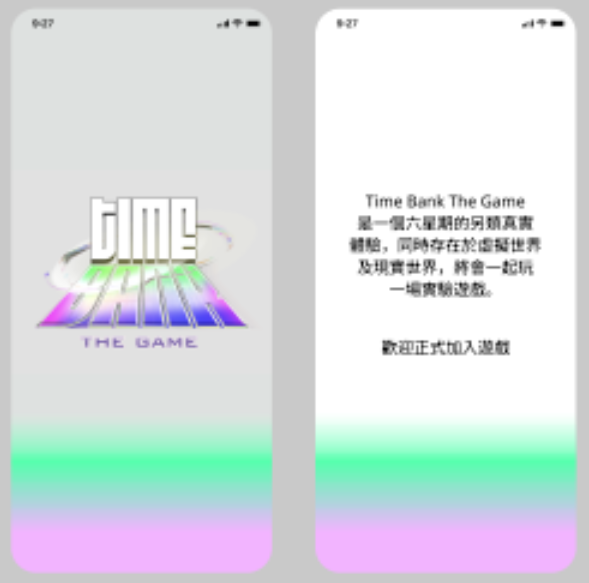 9:27
TIME
BANK
THE GAME
9:27
Time Bank The Game
是一個六星期的另類真實
體驗，同時存在於虛擬世界
及現實世界，將會一起玩
一場實驗遊戲。
歡迎正式加入遊戲